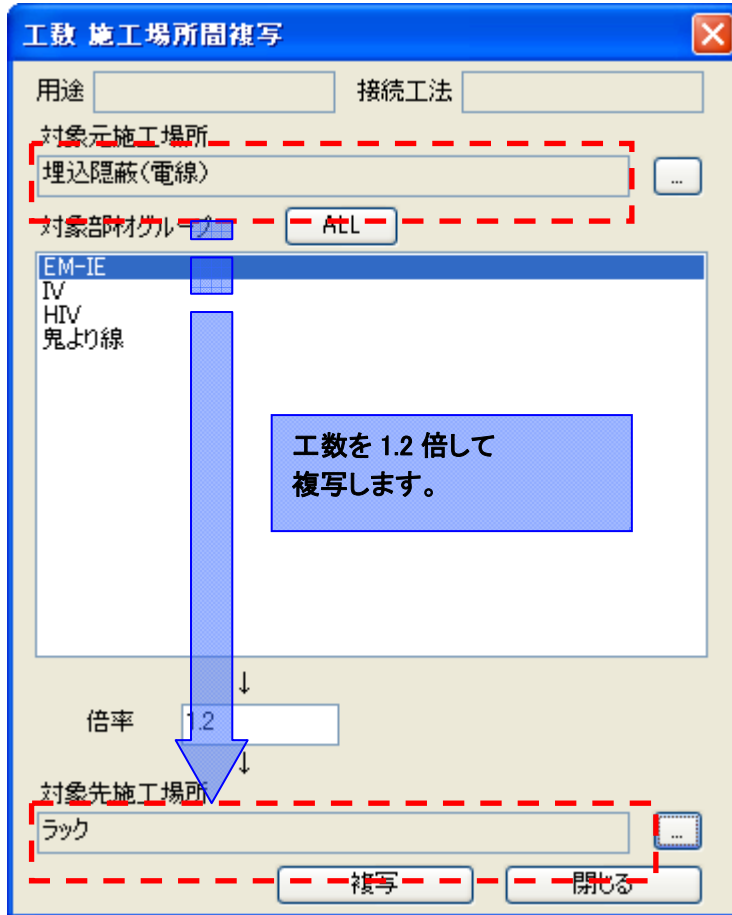 工数 施工場所間複写
用途 接続工法
対象元施工場所
埋込隠蔽(電線)
...
対象部材グループ ALL
EM-IE
IV
HIV
鬼より線
工数を 1.2 倍して
複写します。
↓
倍率 1.2
↓
対象先施工場所
ラック
...
複写 閉じる